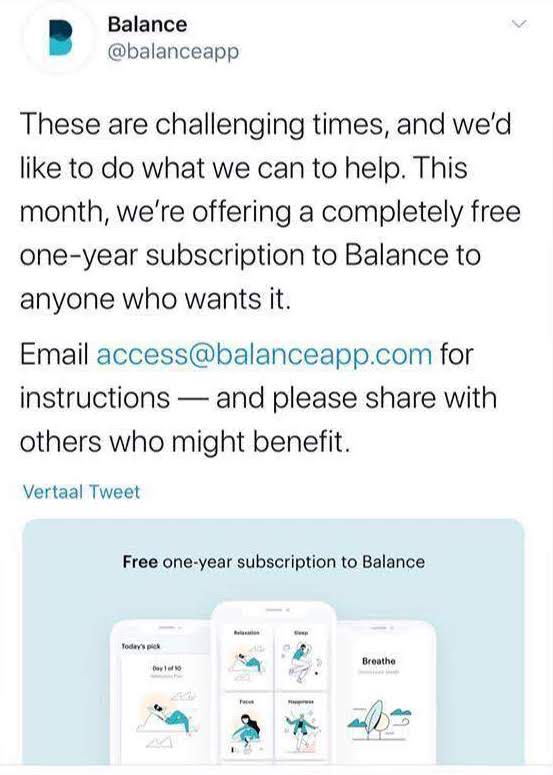 Balance
@balanceapp
These are challenging times, and we'd
like to do what we can to help. This
month, we're offering a completely free
one-year subscription to Balance to
anyone who wants it.
Email access@balanceapp.com for
instructions — and please share with
others who might benefit.
Vertaal Tweet
Free one-year subscription to Balance
Today's pick
Day 1 of 10
Relaxation
Sleep
Focus
Happiness
Breathe